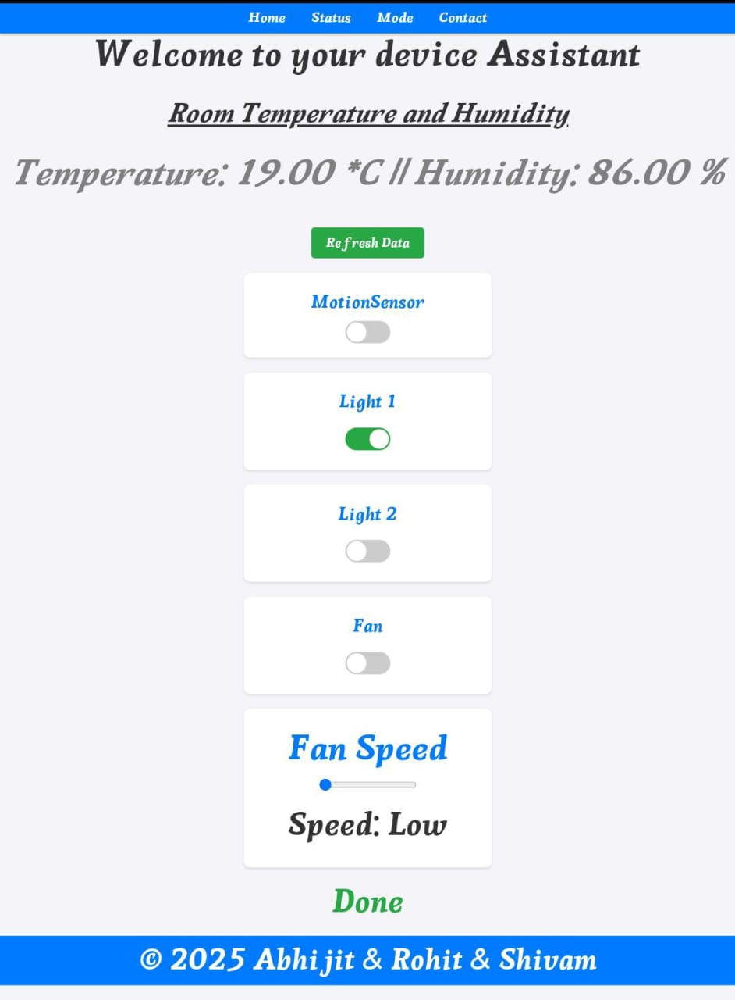 Home Status Mode Contact
Welcome to your device Assistant
Room Temperature and Humidity
Temperature: 19.00 *C // Humidity: 86.00 %
Refresh Data
MotionSensor
Light 1
Light 2
Fan
Fan Speed
Speed: Low
Done
© 2025 Abhijit & Rohit & Shivam